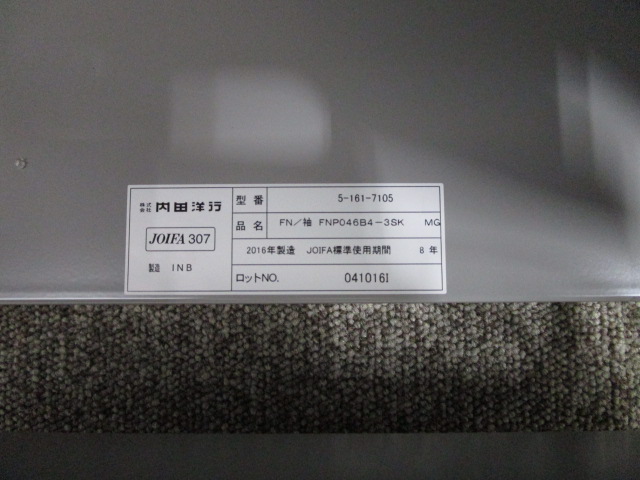 株式会社 内田洋行
JOIFA 307
製造 INB
型番 5-161-7105
品名 FN／袖 FNP046B4-3SK MG
2016年製造 JOIFA標準使用期間 8年
ロットNO. 041016I